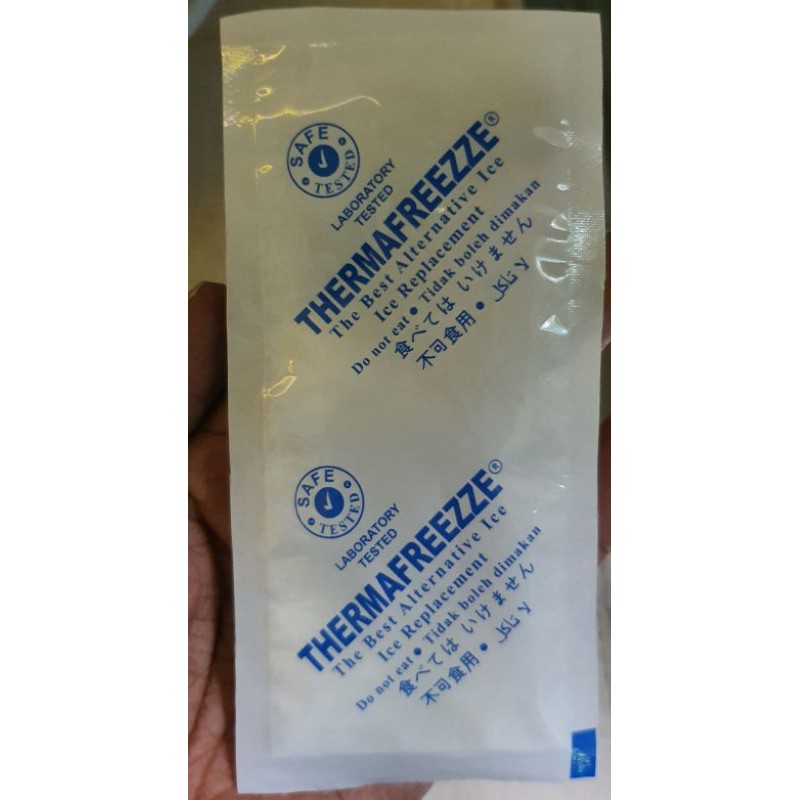 SAFE
TESTED
LABORATORY
TESTED
THERMAFREEZZE®
The Best Alternative Ice
Ice Replacement
Do not eat • Tidak boleh dimakan
食べては いけません
不可食用 • لا تأكل
SAFE
TESTED
LABORATORY
TESTED
THERMAFREEZZE®
The Best Alternative Ice
Ice Replacement
Do not eat • Tidak boleh dimakan
食べては いけません
不可食用 • لا تأكل